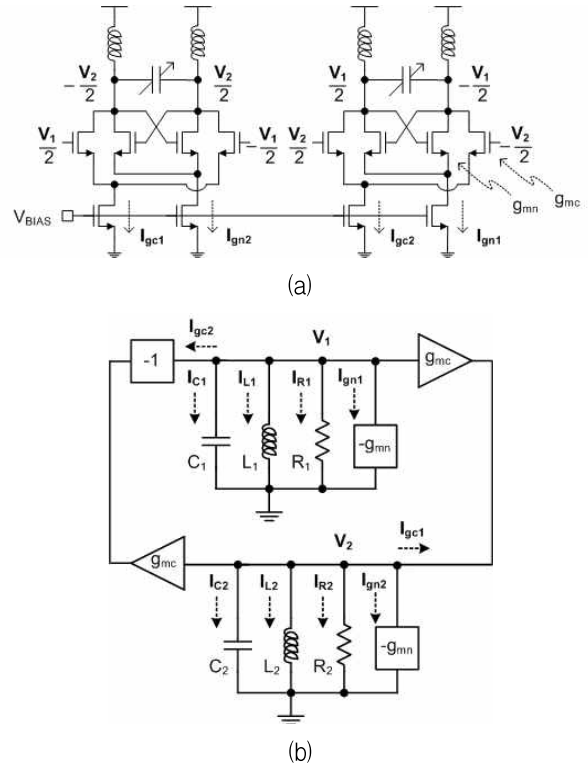 -V₂/2 V₂/2 V₁/2 -V₁/2
V₁/2 -V₁/2 V₂/2 -V₂/2
gmn gmc
VBIAS
Igc1 Ign2 Igc2 Ign1
(a)
Igc2 V₁
-1 gmc
IC1 IL1 IR1 Ign1
-gmn
C₁ L₁ R₁
V₂ Igc1
gmc
IC2 IL2 IR2 Ign2
-gmn
C₂ L₂ R₂
(b)